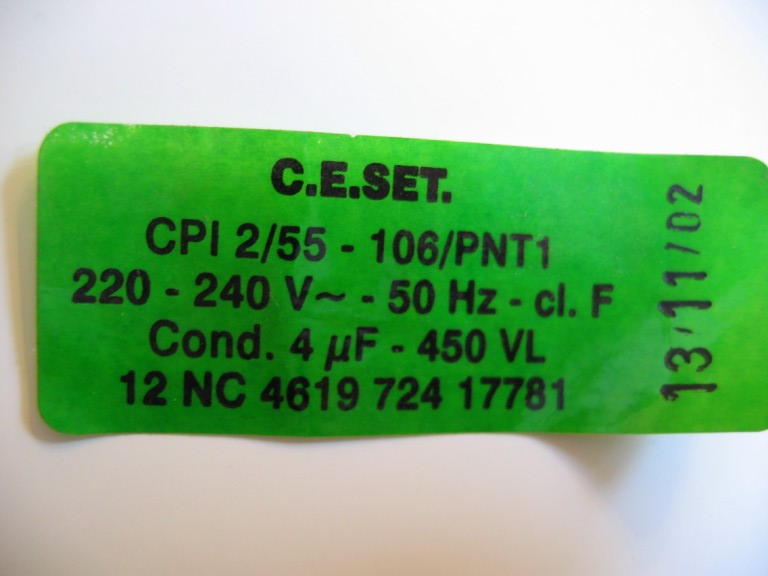 C.E.SET.
CPI 2/55 - 106/PNT1
220 - 240 V~ - 50 Hz - cl. F
Cond. 4 µF - 450 VL
12 NC 4619 724 17781
13·11/02